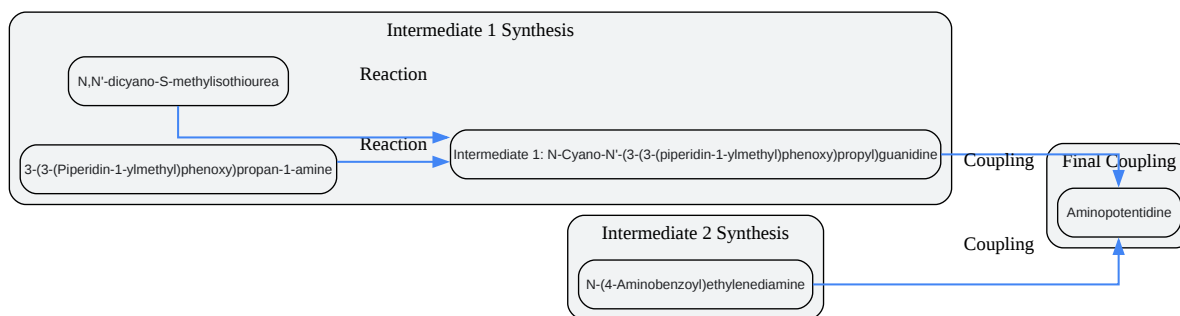 Intermediate 1 Synthesis
N,N'-dicyano-S-methylisothiourea
Reaction
3-(3-(Piperidin-1-ylmethyl)phenoxy)propan-1-amine
Reaction
Intermediate 1: N-Cyano-N'-(3-(3-(piperidin-1-ylmethyl)phenoxy)propyl)guanidine
Coupling
Final Coupling
Aminopotentidine
Intermediate 2 Synthesis
Coupling
N-(4-Aminobenzoyl)ethylenediamine